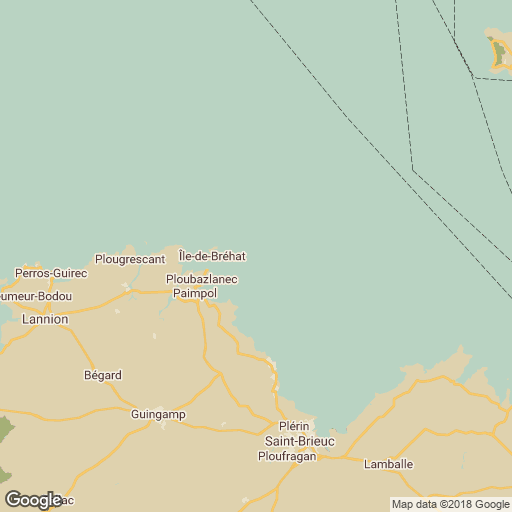 Île-de-Bréhat
Plougrescant
Perros-Guirec
Ploubazlanec
Paimpol
eumeur-Bodou
Lannion
Bégard
Guingamp
Plérin
Saint-Brieuc
Ploufragan
Lamballe
Google
ac
Map data ©2018 Google